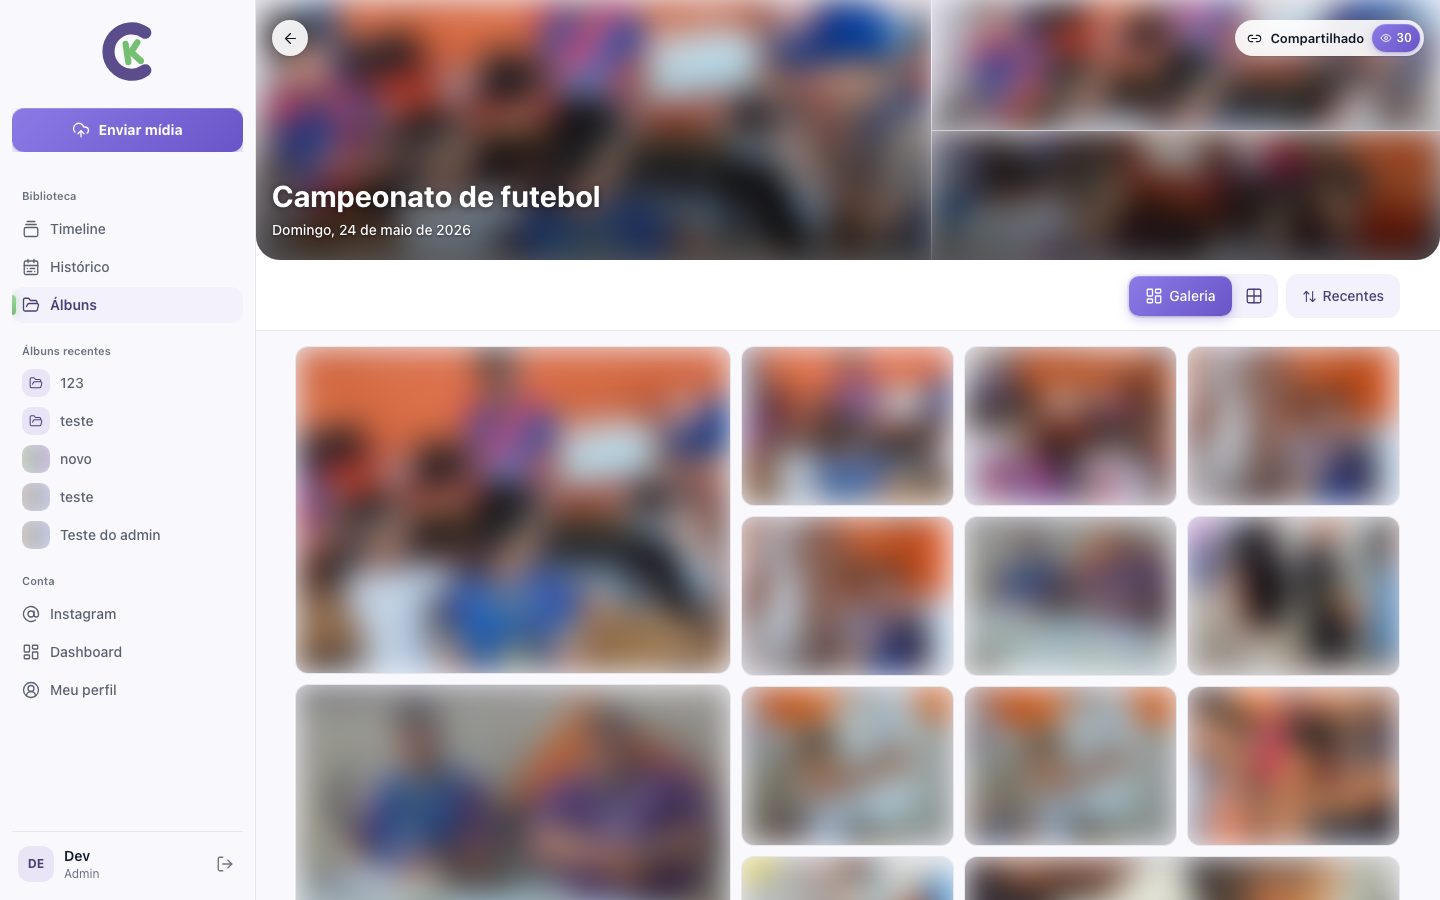 CK
Enviar mídia
Biblioteca
Timeline
Histórico
Álbuns
Álbuns recentes
123
teste
novo
teste
Teste do admin
Conta
Instagram
Dashboard
Meu perfil
DE
Dev
Admin
Compartilhado
30
Campeonato de futebol
Domingo, 24 de maio de 2026
Galeria
Recentes